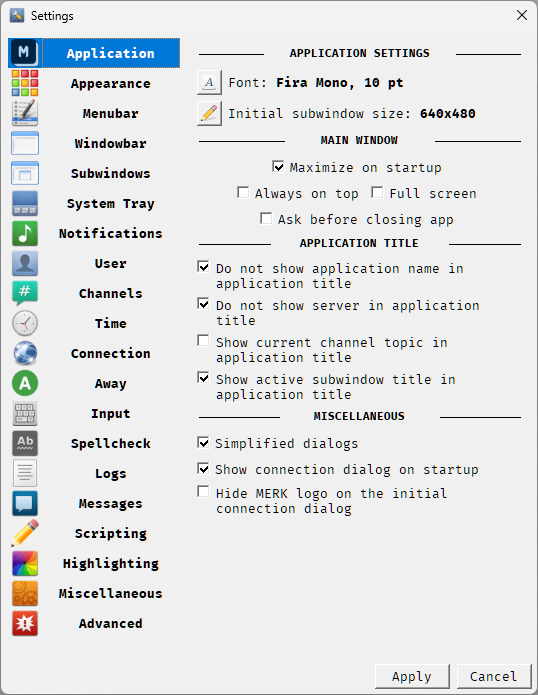 Settings
M
Application
Appearance
Menubar
Windowbar
Subwindows
System Tray
Notifications
User
# Channels
Time
Connection
A Away
Input
Ab Spellcheck
Logs
Messages
Scripting
Highlighting
Miscellaneous
! Advanced
APPLICATION SETTINGS
A Font: Fira Mono, 10 pt
Initial subwindow size: 640x480
MAIN WINDOW
Maximize on startup
Always on top Full screen
Ask before closing app
APPLICATION TITLE
Do not show application name in
application title
Do not show server in application
title
Show current channel topic in
application title
Show active subwindow title in
application title
MISCELLANEOUS
Simplified dialogs
Show connection dialog on startup
Hide MERK logo on the initial
connection dialog
Apply Cancel